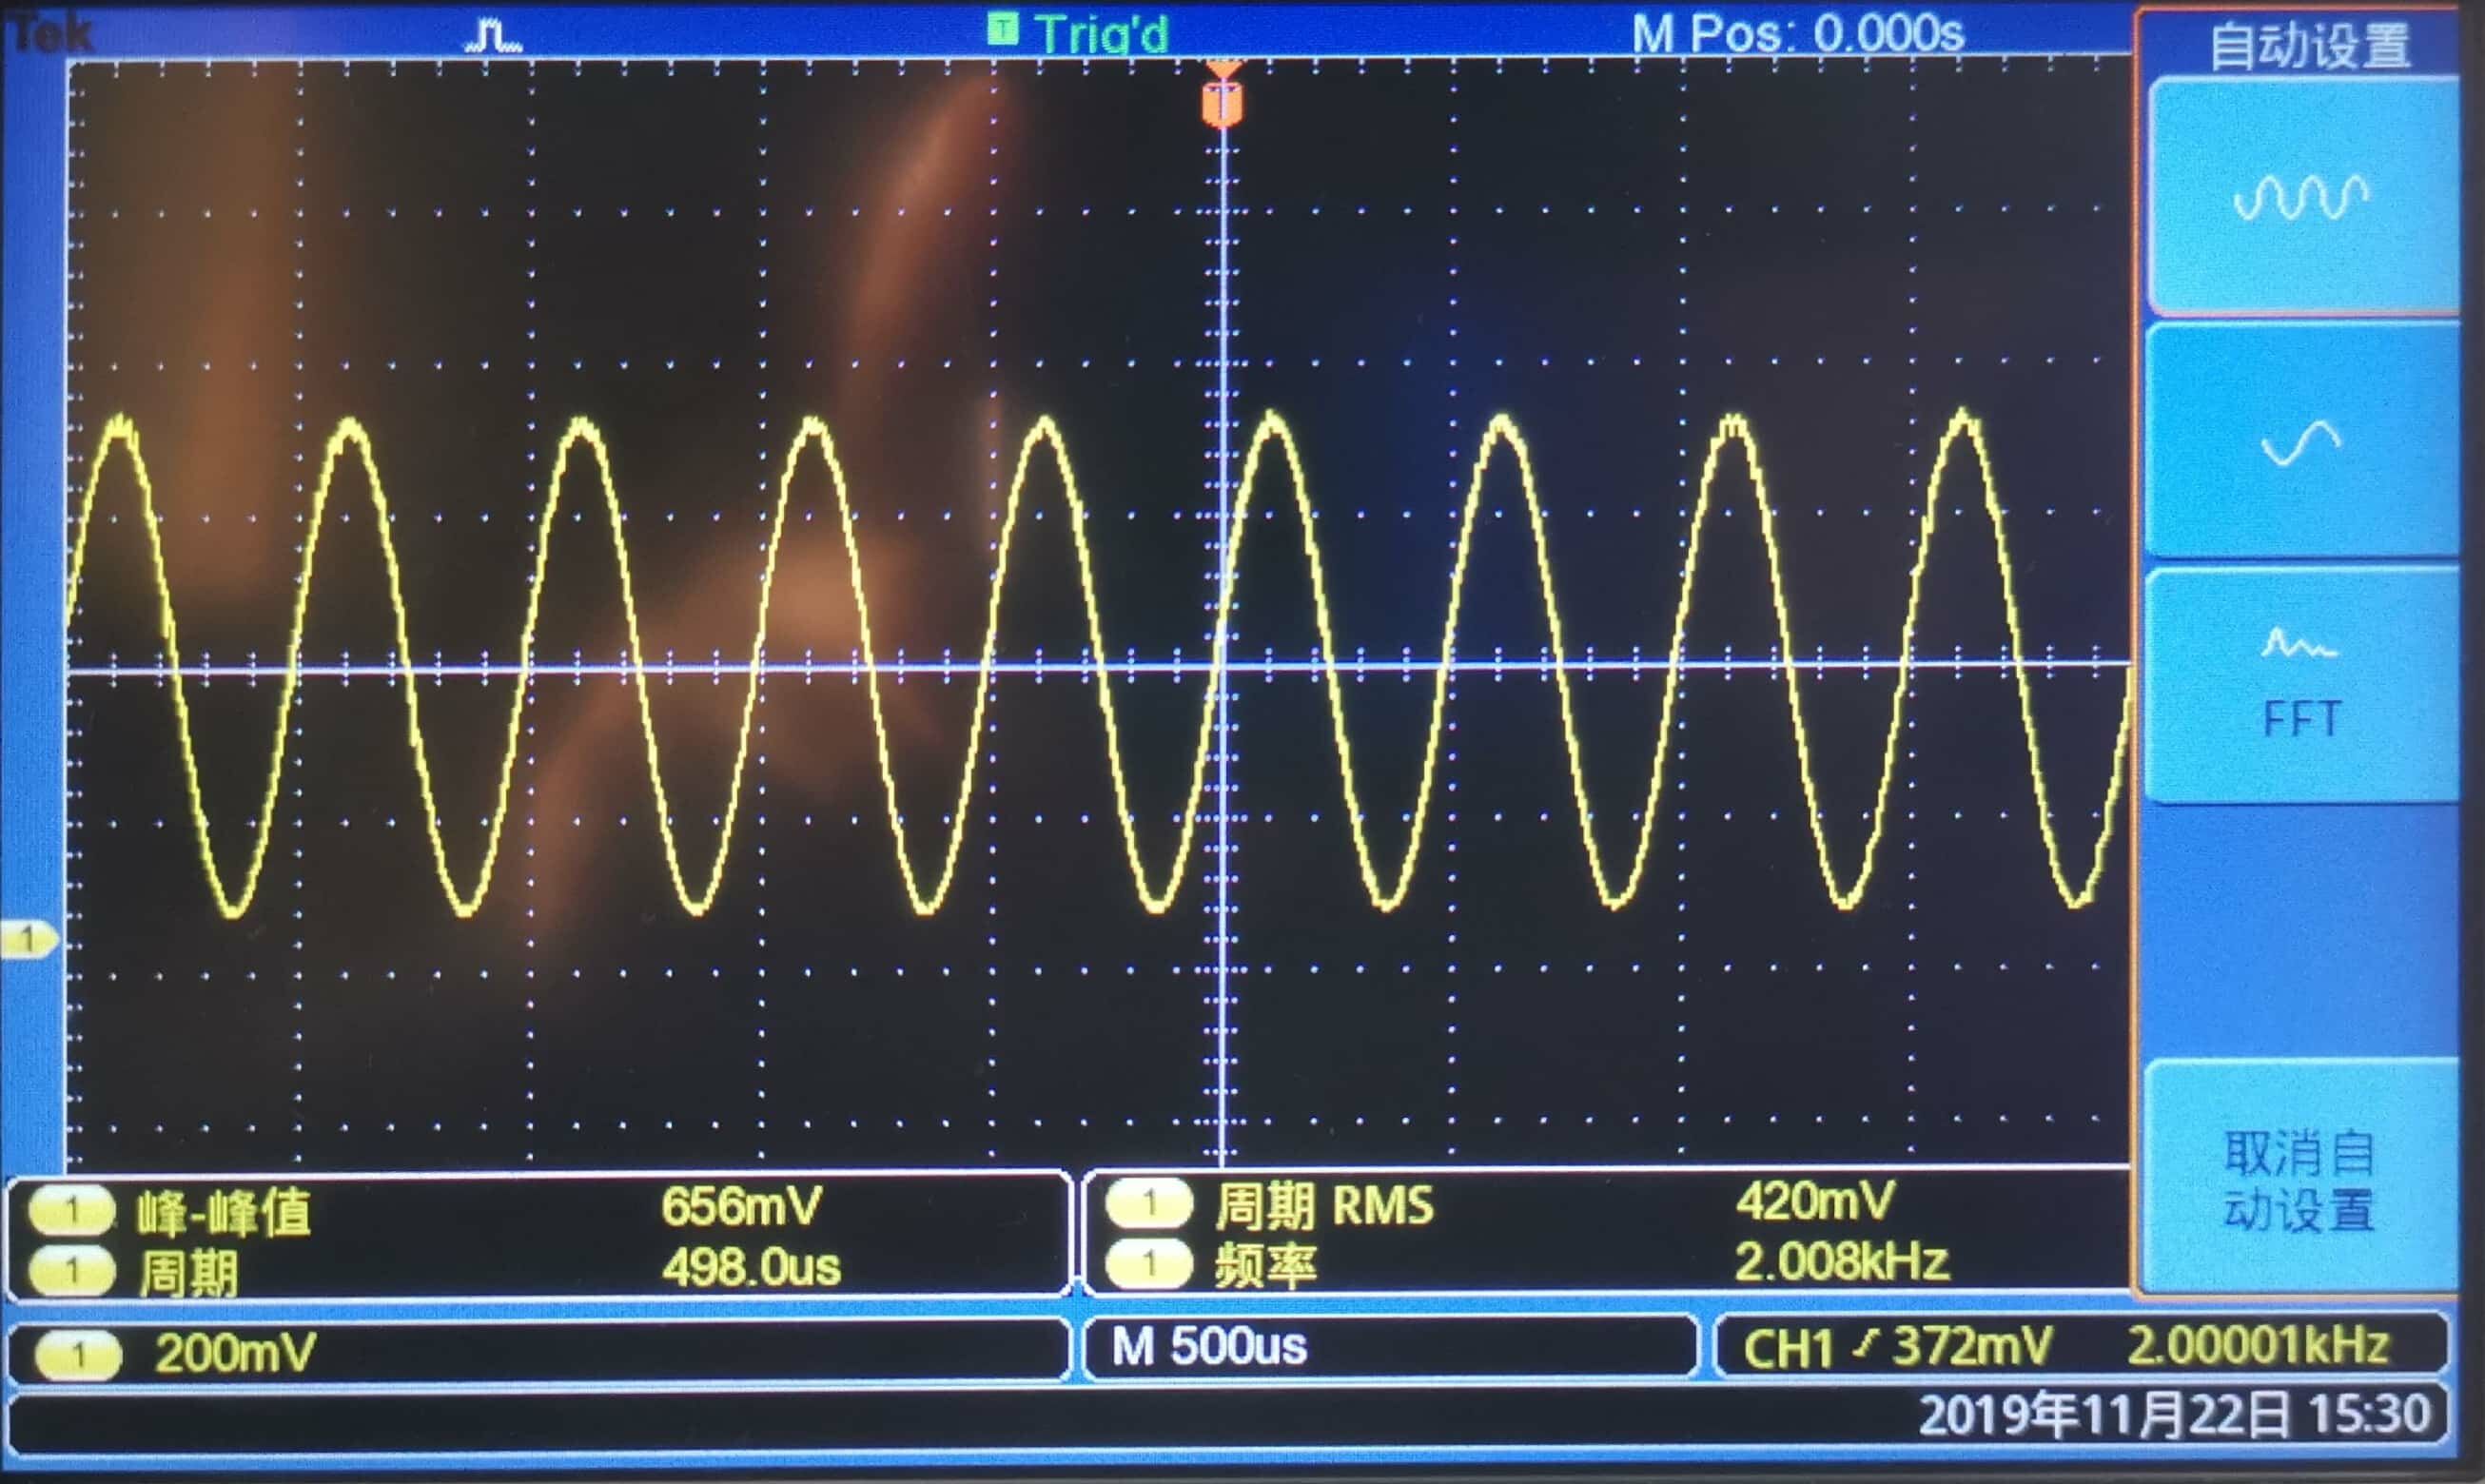 Tek
T Trig'd
M Pos: 0.000s
自动设置
T
FFT
1
取消自
动设置
1 峰-峰值 656mV
1 周期 RMS 420mV
1 周期 498.0us
1 频率 2.008kHz
1 200mV
M 500us
CH1 372mV 2.00001kHz
2019年11月22日 15:30